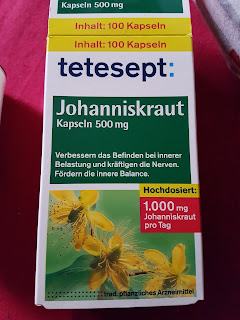 Kapseln 500 mg
Inhalt: 100 Kapseln
Inhalt: 100 Kapseln
tetesept:
Johanniskraut
Kapseln 500 mg
Verbessern das Befinden bei innerer
Belastung und kräftigen die Nerven.
Fördern die innere Balance.
Hochdosiert:
1.000 mg
Johanniskraut
pro Tag
Trad. pflanzliches Arzneimittel